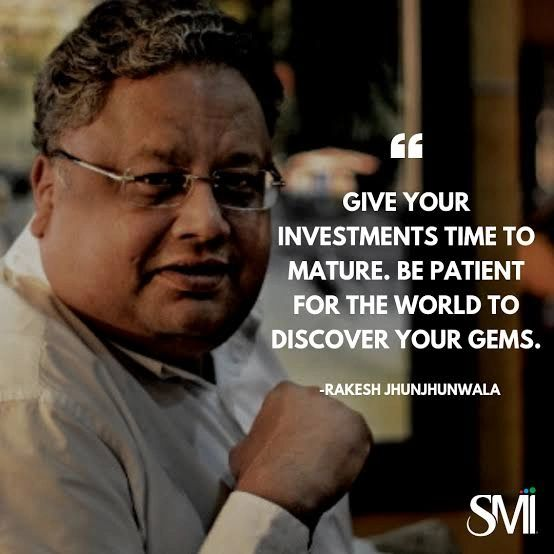 ❝
GIVE YOUR
INVESTMENTS TIME TO
MATURE. BE PATIENT
FOR THE WORLD TO
DISCOVER YOUR GEMS.
-RAKESH JHUNJHUNWALA
SMI